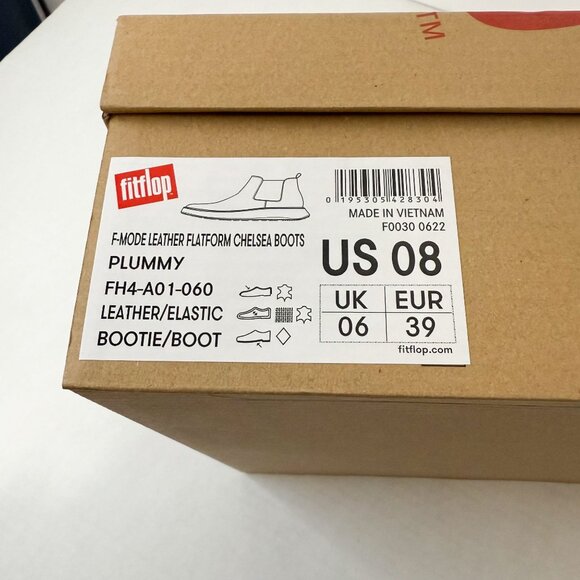 TM
fitflop
0 195305 428304
MADE IN VIETNAM
F0030 0622
F-MODE LEATHER FLATFORM CHELSEA BOOTS
PLUMMY
FH4-A01-060
LEATHER/ELASTIC
BOOTIE/BOOT
US 08
UK EUR
06 39
fitflop.com